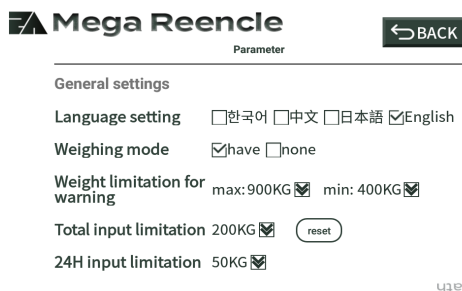 Mega Reencle
BACK
Parameter
General settings
Language setting 한국어 中文 日本語 English
Weighing mode have none
Weight limitation for warning max: 900KG min: 400KG
Total input limitation 200KG reset
24H input limitation 50KG